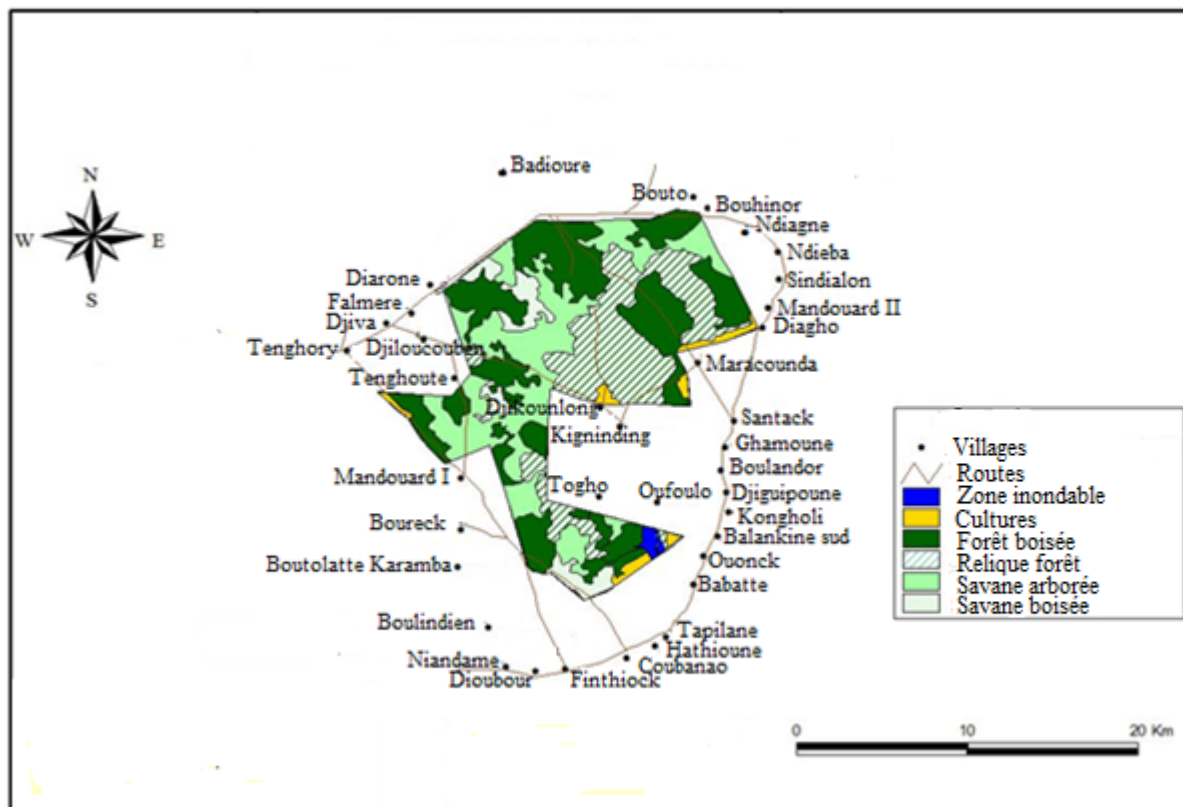 Badioure
Bouto
Bouhinor
N
Ndiagne
W
E
Ndieba
Diarone
Sindialon
S
Falmere
Mandouard II
Djiva
Diagho
Tenghory
Djiloucouben
Maracounda
Tenghoute
Djikounlong
Santack
Kigninding
Ghamoune
Villages
Mandouard I
Boulandor
Routes
Togho
Oufoulo
Djiguipoune
Zone inondable
Kongholi
Cultures
Boureck
Balankine sud
Forêt boisée
Ouonck
Relique forêt
Boutolatte Karamba
Babatte
Savane arborée
Savane boisée
Boulindien
Tapilane
Hathioune
Niandame
Coubanao
Dioubour
Finthiock
0 10 20 Km